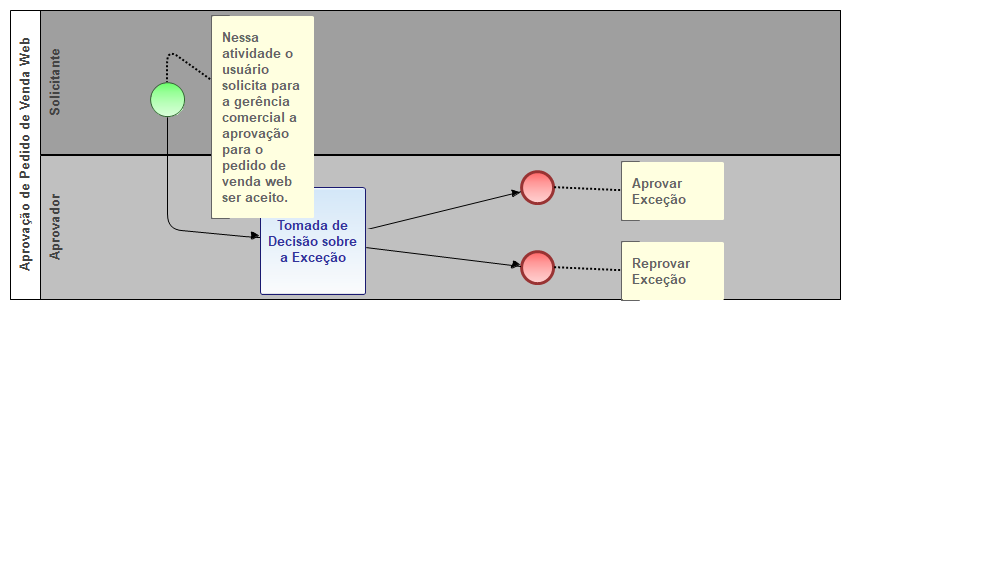 Aprovação de Pedido de Venda Web
Solicitante
Nessa
atividade o
usuário
solicita para
a gerência
comercial a
aprovação
para o
pedido de
venda web
ser aceito.
Aprovador
Tomada de
Decisão sobre
a Exceção
Aprovar
Exceção
Reprovar
Exceção